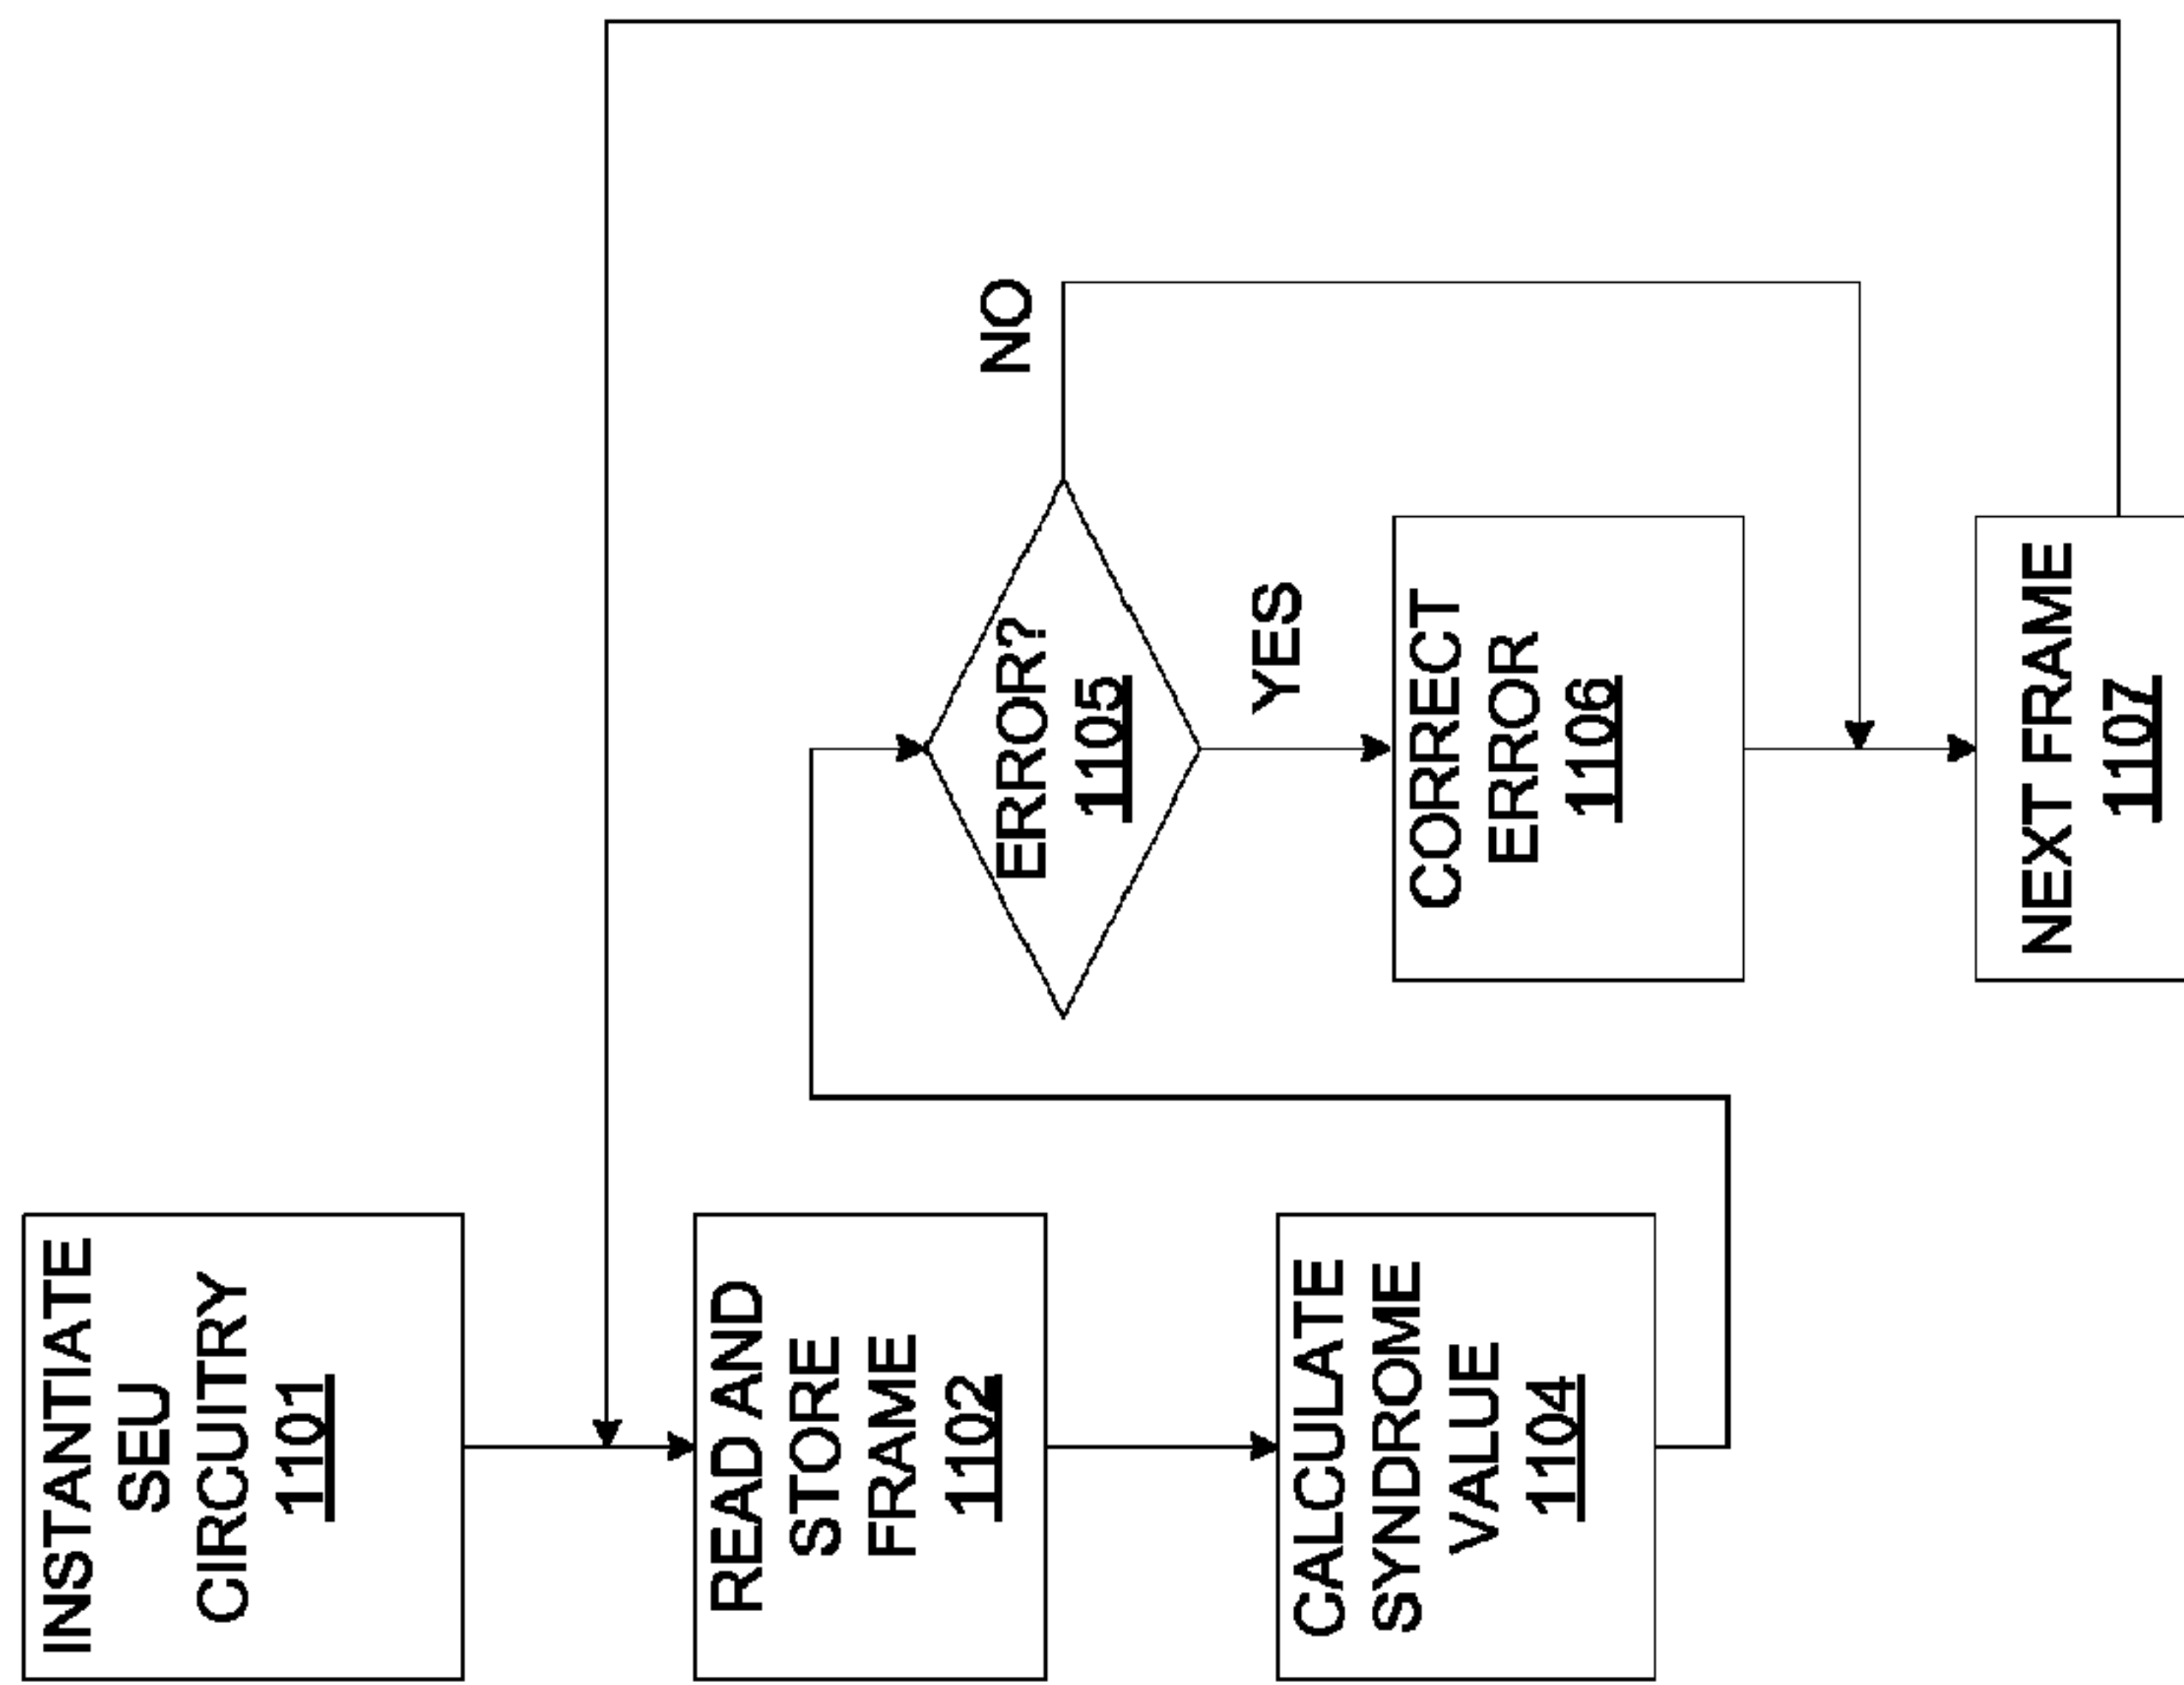 INSTANTIATE
SEU
CIRCUITRY
1101
READ AND
STORE
FRAME
1102
CALCULATE
SYNDROME
VALUE
1104
ERROR?
1105
NO
YES
CORRECT
ERROR
1106
NEXT FRAME
1107